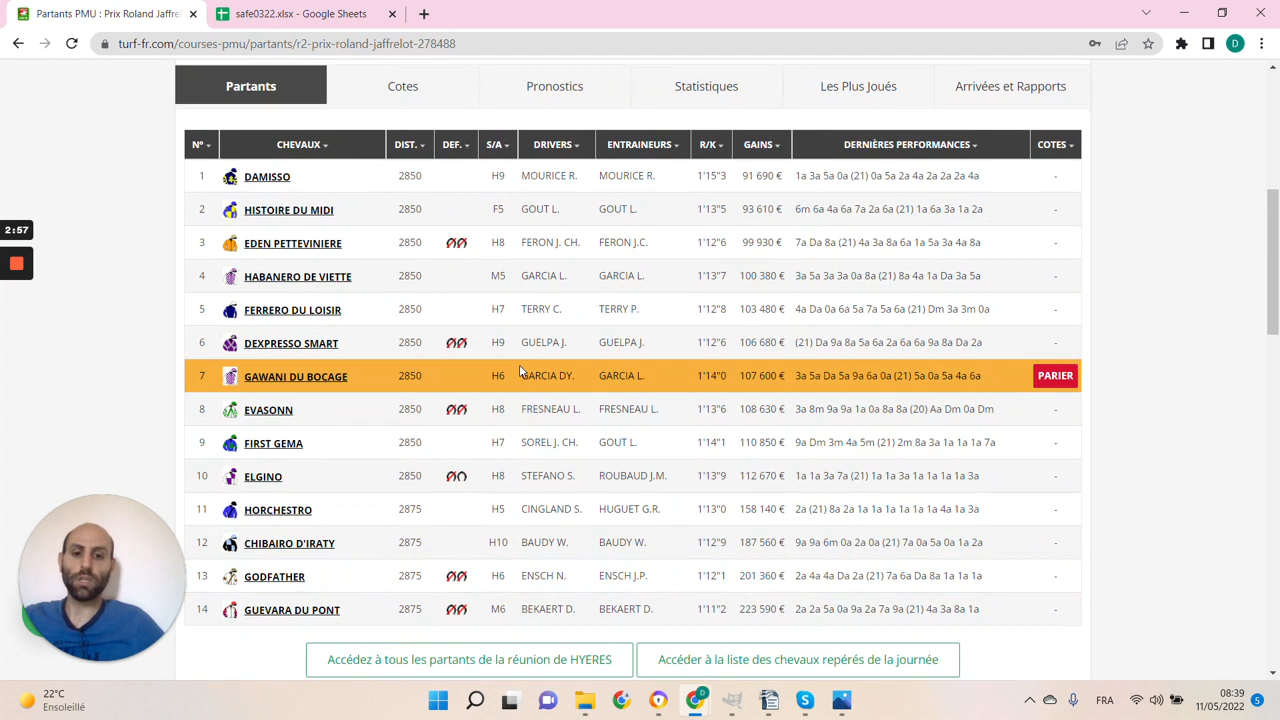 Partants PMU : Prix Roland Jaffrel
safe0322.xlsx - Google Sheets
turf-fr.com/courses-pmu/partants/r2-prix-roland-jaffrelot-278488
D
Partants Cotes Pronostics Statistiques Les Plus Joués Arrivées et Rapports
N° CHEVAUX DIST. DEF. S/A DRIVERS ENTRAINEURS R/K GAINS DERNIÈRES PERFORMANCES COTES
1 DAMISSO 2850 H9 MOURICE R. MOURICE R. 1'15"3 91 690 € 1a 3a 5a 0a (21) 0a 5a 2a 4a 2a 2a 2a 4a -
2 HISTOIRE DU MIDI 2850 F5 GOUT L. GOUT L. 1'13"5 93 610 € 6m 6a 4a 6a 7a 2a 6a (21) 1a 6a 3a 1a 2a -
3 EDEN PETTEVINIERE 2850 H8 FERON J. CH. FERON J.C. 1'12"6 99 930 € 7a Da 8a (21) 4a 3a 8a 6a 1a 5a 3a 4a 8a -
4 HABANERO DE VIETTE 2850 M5 GARCIA L. GARCIA L. 1'13"7 100 380 € 3a 5a 3a 3a 0a 8a (21) 8a 4a 1a Da 3a 5a -
5 FERRERO DU LOISIR 2850 H7 TERRY C. TERRY P. 1'12"8 103 480 € 4a Da 0a 6a 5a 7a 5a 6a (21) Dm 3a 3m 0a -
6 DEXPRESSO SMART 2850 H9 GUELPA J. GUELPA J. 1'12"8 106 680 € (21) Da 9a 8a 5a 6a 2a 6a 6a 9a 8a Da 2a -
7 GAWANI DU BOCAGE 2850 H6 GARCIA DY. GARCIA L. 1'14"0 107 600 € 3a 5a Da 5a 9a 6a 0a (21) 5a 0a 5a 4a 6a PARIER
8 EVASONN 2850 H8 FRESNEAU L. FRESNEAU L. 1'13"6 108 630 € 3a 8m 9a 9a 1a 0a 8a 8a (20) Aa Dm 0a Dm -
9 FIRST GEMA 2850 H7 SOREL J. CH. GOUT L. 1'14"1 110 850 € 9a Dm 3m 4a 5m (21) 2m 8a 3a 1a 1a 1a 7a -
10 ELGINO 2850 H8 STEFANO S. ROUBAUD J.M. 1'13"9 112 670 € 1a 1a 3a 7a (21) 1a 1a 3a 1a 1a 1a 1a 3a -
11 HORCHESTRO 2875 H5 CINGLAND S. HUGUET G.R. 1'13"0 158 140 € 2a (21) 8a 2a 1a 1a 1a 1a 1a 4a 1a 3a -
12 CHIBAIRO D'IRATY 2875 H10 BAUDY W. BAUDY W. 1'12"9 187 560 € 9a 9a 6m 0a 2a 0a (21) 7a 0a 5a 0a 1a 2a -
13 GODFATHER 2875 H6 ENSCH N. ENSCH J.P. 1'12"1 201 360 € 2a 4a 4a Da 2a (21) 7a 6a Da 8a 1a 1a 1a -
14 GUEVARA DU PONT 2875 M6 BEKAERT D. BEKAERT D. 1'11"2 223 590 € 2a 2a 5a 0a 9a 2a 7a 9a (21) 4a 3a 8a 1a -
2:57
Accédez à tous les partants de la réunion de HYERES
Accéder à la liste des chevaux repérés de la journée
22°C
Ensoleillé
D
FRA
08:39
11/05/2022
5